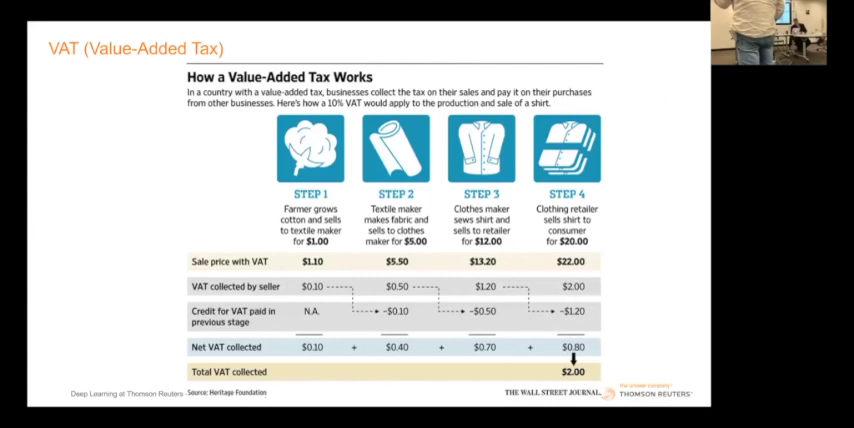 VAT (Value-Added Tax)
How a Value-Added Tax Works
In a country with a value-added tax, businesses collect the tax on their sales and pay it on their purchases
from other businesses. Here's how a 10% VAT would apply to the production and sale of a shirt.
STEP 1 STEP 2 STEP 3 STEP 4
Farmer grows Textile maker Clothes maker Clothing retailer
cotton and sells makes fabric and sews shirt and sells shirt to
to textile maker sells to clothes sells to retailer consumer
for $1.00 maker for $5.00 for $12.00 for $20.00
Sale price with VAT $1.10 $5.50 $13.20 $22.00
VAT collected by seller $0.10 $0.50 $1.20 $2.00
Credit for VAT paid in N.A. –$0.10 –$0.50 –$1.20
previous stage
Net VAT collected $0.10 + $0.40 + $0.70 + $0.80
Total VAT collected $2.00
Deep Learning at Thomson Reuters Source: Heritage Foundation THE WALL STREET JOURNAL. THOMSON REUTERS